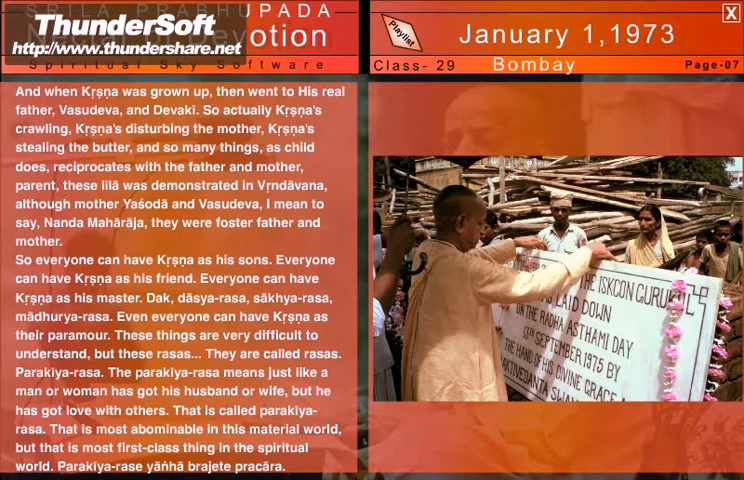 SRILA PRABHUPADA
ThunderSoft
http://www.thundershare.net
Spiritual Sky Software
And when Kṛṣṇa was grown up, then went to His real
father, Vasudeva, and Devaki. So actually Kṛṣṇa's
crawling, Kṛṣṇa's disturbing the mother, Kṛṣṇa's
stealing the butter, and so many things, as child
does, reciprocates with the father and mother,
parent, these lilā was demonstrated in Vṛndāvana,
although mother Yaśodā and Vasudeva, I mean to
say, Nanda Mahārāja, they were foster father and
mother.
So everyone can have Kṛṣṇa as his sons. Everyone
can have Kṛṣṇa as his friend. Everyone can have
Kṛṣṇa as his master. Dak, dāsya-rasa, sākhya-rasa,
mādhurya-rasa. Even everyone can have Kṛṣṇa as
their paramour. These things are very difficult to
understand, but these rasas... They are called rasas.
Parakīya-rasa. The parakīya-rasa means just like a
man or woman has got his husband or wife, but he
has got love with others. That is called parakīya-
rasa. That is most abominable in this material world,
but that is most first-class thing in the spiritual
world. Parakīya-rase yāṅhā brajete pracāra.
Playlist
January 1,1973
X
Class- 29
Bombay
Page-07
THE ISKCON GURUKUL
LAID DOWN
ON THE RADHA ASTHAMI DAY
SEPTEMBER 1975 BY
THE HAND OF HIS DIVINE GRACE